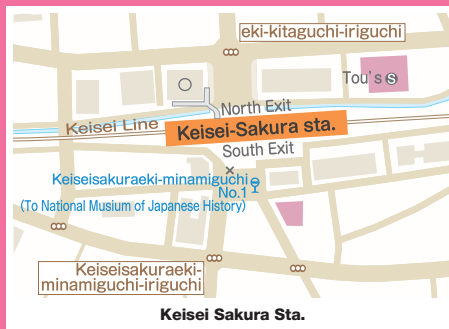 eki-kitaguchi-iriguchi
Tou's S
North Exit
Keisei Line
Keisei-Sakura sta.
South Exit
Keiseisakuraeki-minamiguchi
No.1
(To National Musium of Japanese History)
Keiseisakuraeki-
minamiguchi-iriguchi
Keisei Sakura Sta.